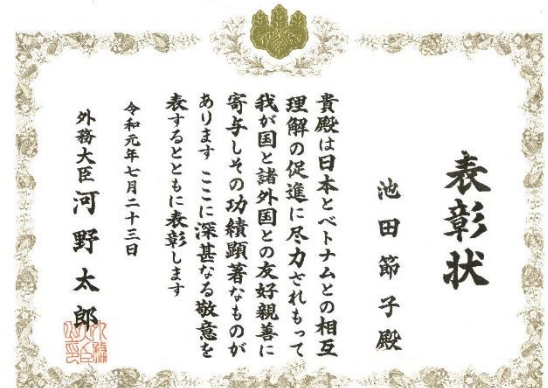 表彰状
池田節子殿
貴殿は日本とベトナムとの相互
理解の促進に尽力されもって
我が国と諸外国との友好親善に
寄与しその功績顕著なものが
あります ここに深甚なる敬意を
表するとともに表彰します
令和元年七月二十三日
外務大臣 河野太郎